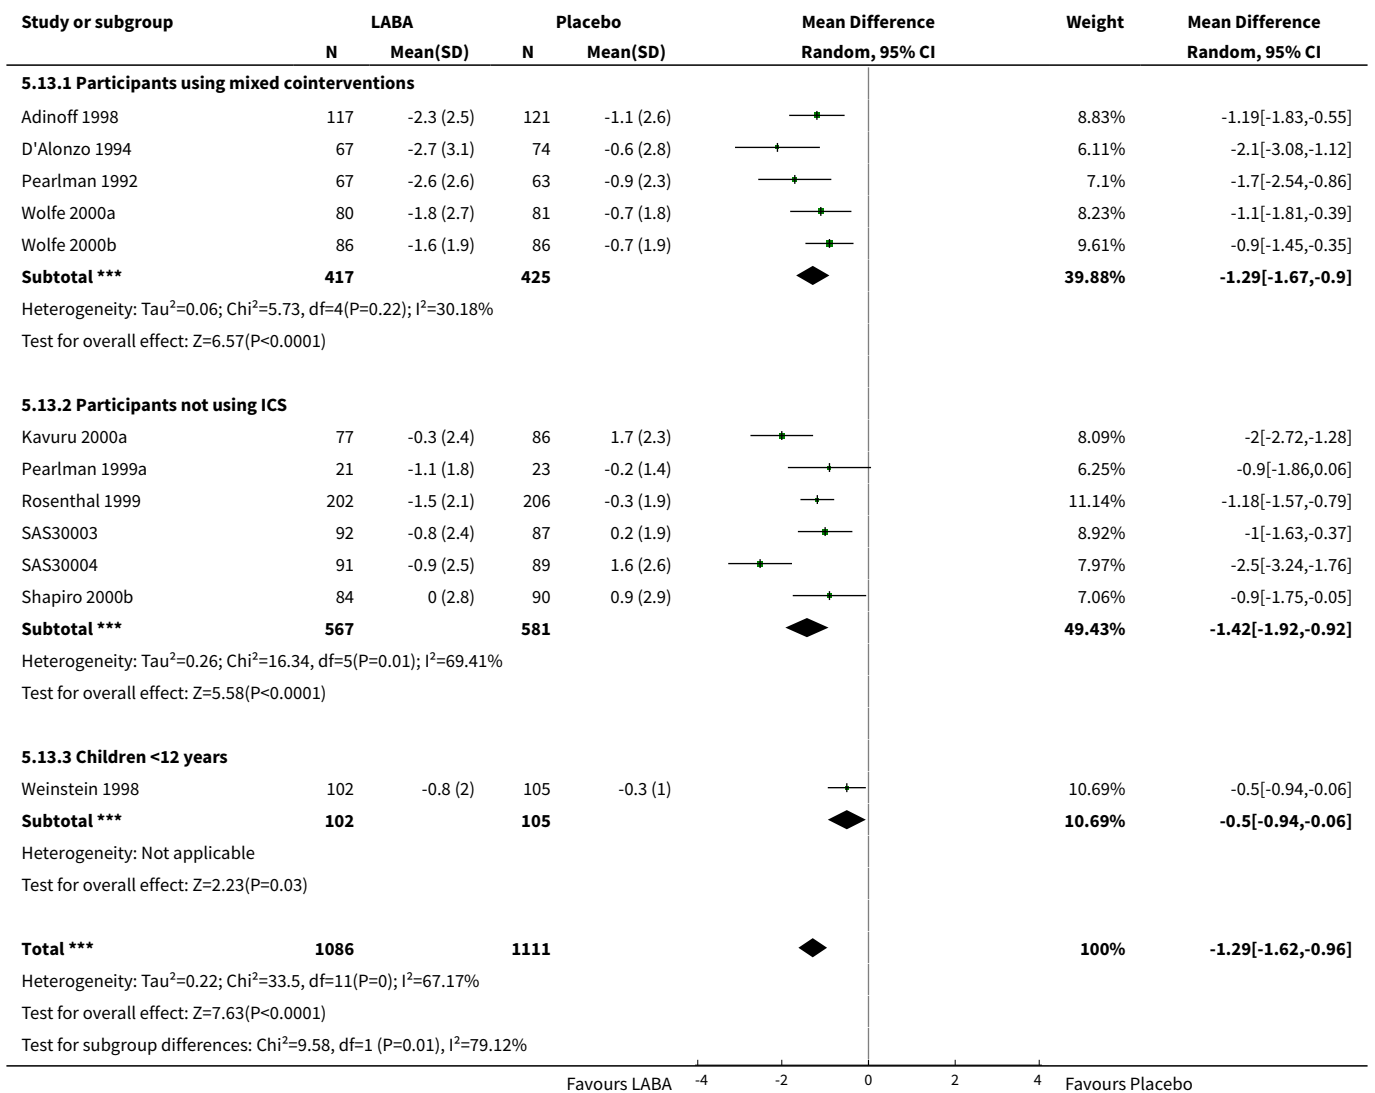 Study or subgroup LABA Placebo Mean Difference Weight Mean Difference
N Mean(SD) N Mean(SD) Random, 95% CI Random, 95% CI
5.13.1 Participants using mixed cointerventions
Adinoff 1998 117 -2.3 (2.5) 121 -1.1 (2.6) 8.83% -1.19[-1.83,-0.55]
D'Alonzo 1994 67 -2.7 (3.1) 74 -0.6 (2.8) 6.11% -2.1[-3.08,-1.12]
Pearlman 1992 67 -2.6 (2.6) 63 -0.9 (2.3) 7.1% -1.7[-2.54,-0.86]
Wolfe 2000a 80 -1.8 (2.7) 81 -0.7 (1.8) 8.23% -1.1[-1.81,-0.39]
Wolfe 2000b 86 -1.6 (1.9) 86 -0.7 (1.9) 9.61% -0.9[-1.45,-0.35]
Subtotal *** 417 425 39.88% -1.29[-1.67,-0.9]
Heterogeneity: Tau²=0.06; Chi²=5.73, df=4(P=0.22); I²=30.18%
Test for overall effect: Z=6.57(P<0.0001)
5.13.2 Participants not using ICS
Kavuru 2000a 77 -0.3 (2.4) 86 1.7 (2.3) 8.09% -2[-2.72,-1.28]
Pearlman 1999a 21 -1.1 (1.8) 23 -0.2 (1.4) 6.25% -0.9[-1.86,0.06]
Rosenthal 1999 202 -1.5 (2.1) 206 -0.3 (1.9) 11.14% -1.18[-1.57,-0.79]
SAS30003 92 -0.8 (2.4) 87 0.2 (1.9) 8.92% -1[-1.63,-0.37]
SAS30004 91 -0.9 (2.5) 89 1.6 (2.6) 7.97% -2.5[-3.24,-1.76]
Shapiro 2000b 84 0 (2.8) 90 0.9 (2.9) 7.06% -0.9[-1.75,-0.05]
Subtotal *** 567 581 49.43% -1.42[-1.92,-0.92]
Heterogeneity: Tau²=0.26; Chi²=16.34, df=5(P=0.01); I²=69.41%
Test for overall effect: Z=5.58(P<0.0001)
5.13.3 Children <12 years
Weinstein 1998 102 -0.8 (2) 105 -0.3 (1) 10.69% -0.5[-0.94,-0.06]
Subtotal *** 102 105 10.69% -0.5[-0.94,-0.06]
Heterogeneity: Not applicable
Test for overall effect: Z=2.23(P=0.03)
Total *** 1086 1111 100% -1.29[-1.62,-0.96]
Heterogeneity: Tau²=0.22; Chi²=33.5, df=11(P=0); I²=67.17%
Test for overall effect: Z=7.63(P<0.0001)
Test for subgroup differences: Chi²=9.58, df=1 (P=0.01), I²=79.12%
Favours LABA -4 -2 0 2 4 Favours Placebo